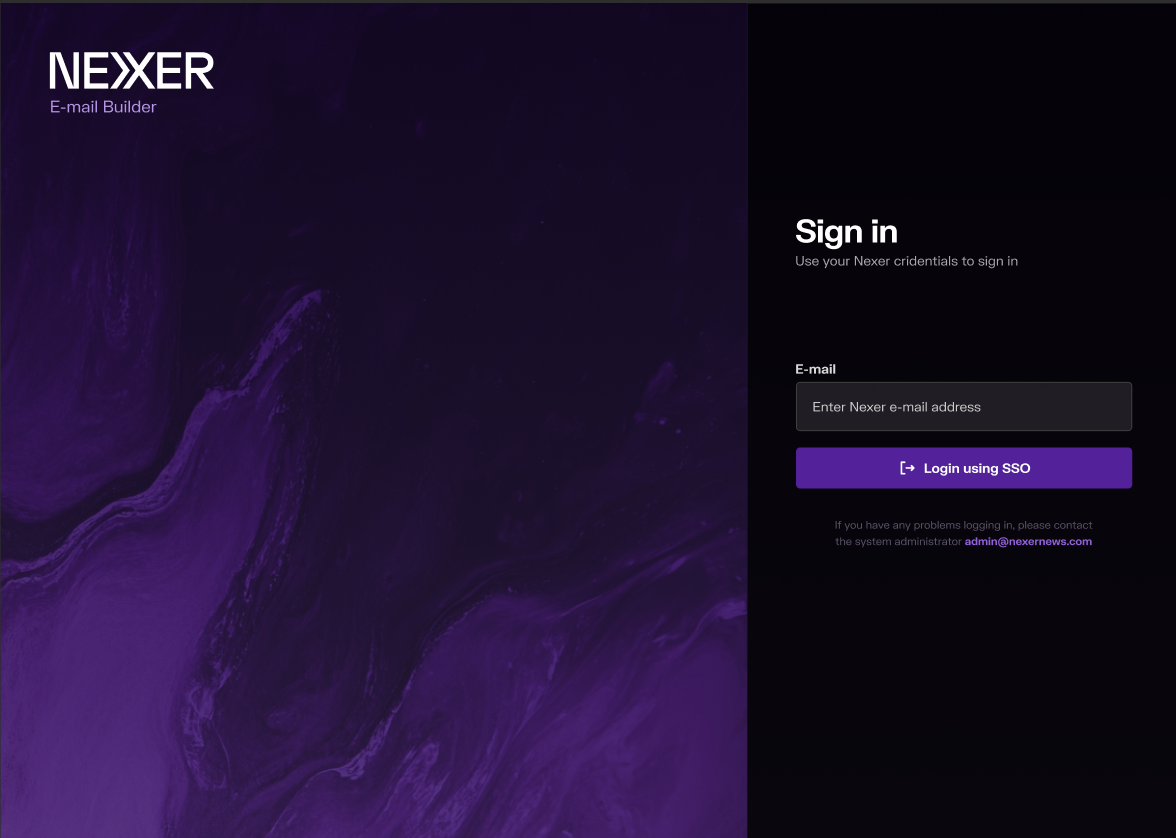 NEXER
E-mail Builder
Sign in
Use your Nexer cridentials to sign in
E-mail
Enter Nexer e-mail address
Login using SSO
If you have any problems logging in, please contact
the system administrator admin@nexernews.com